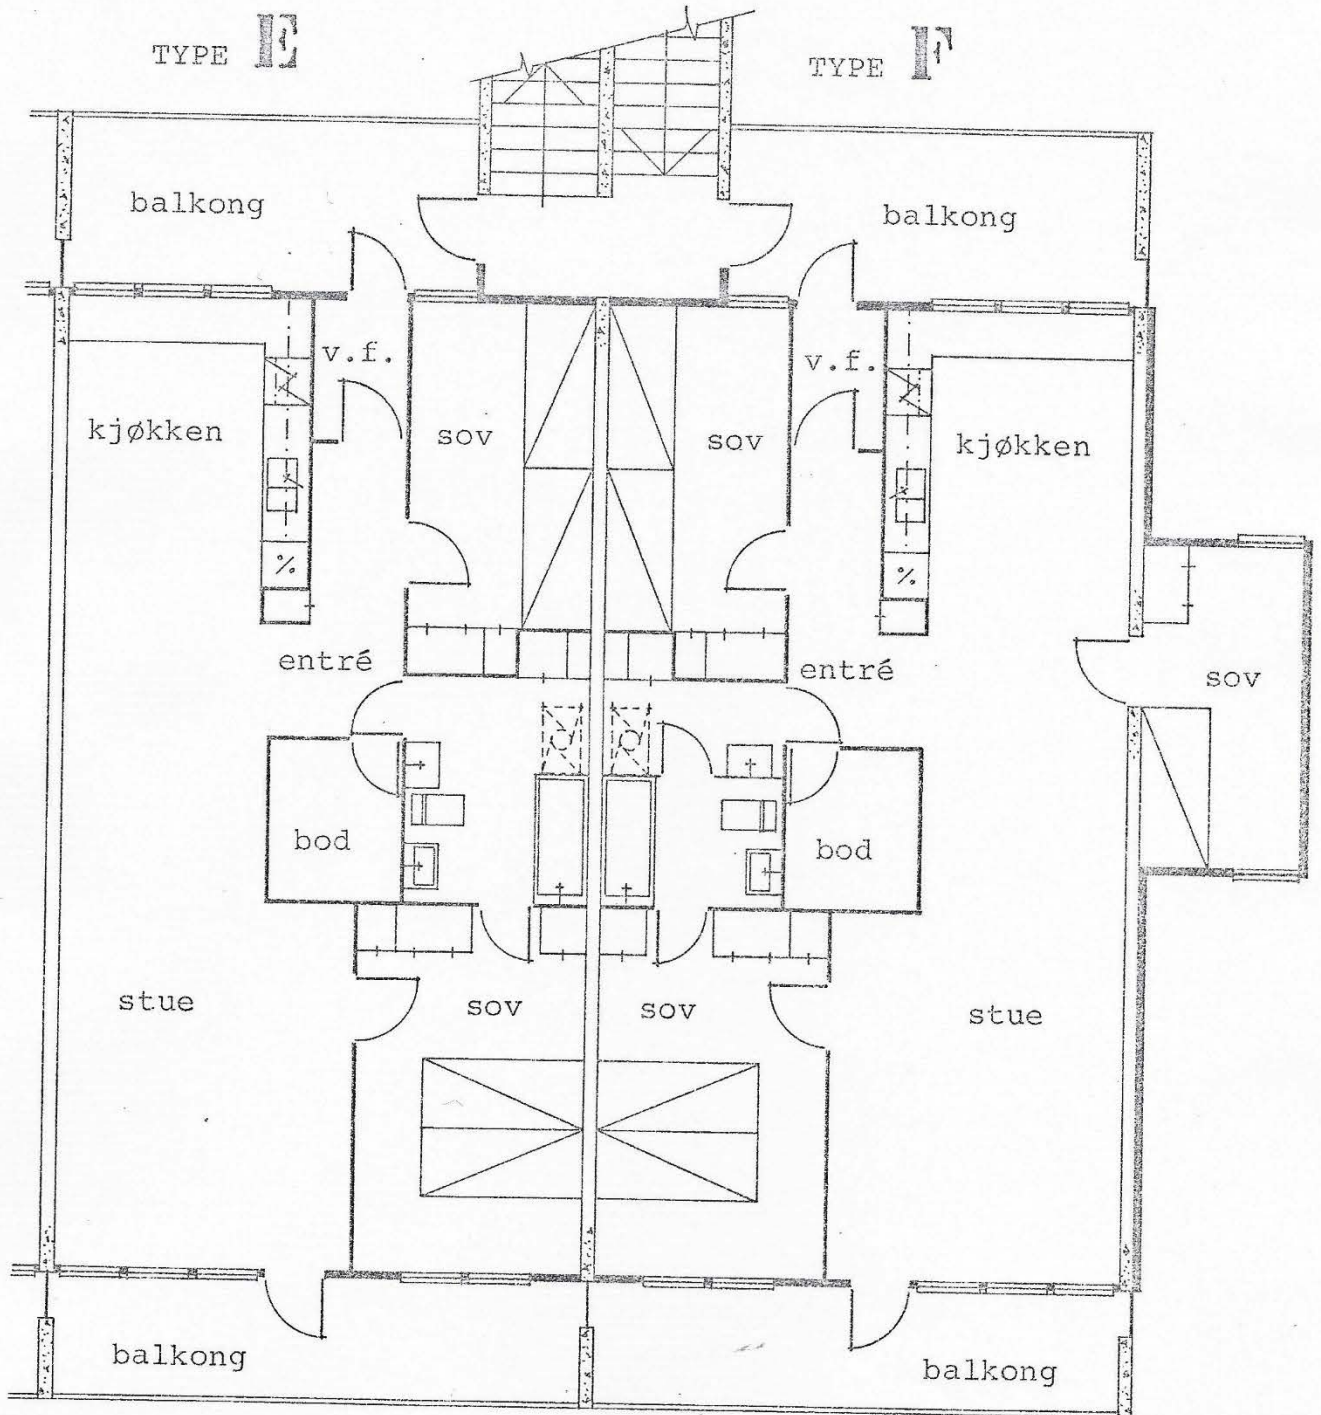 TYPE E
TYPE F
balkong
balkong
v.f.
v.f.
kjøkken
sov
sov
kjøkken
%
%
entré
entré
sov
bod
bod
stue
sov
sov
stue
balkong
balkong